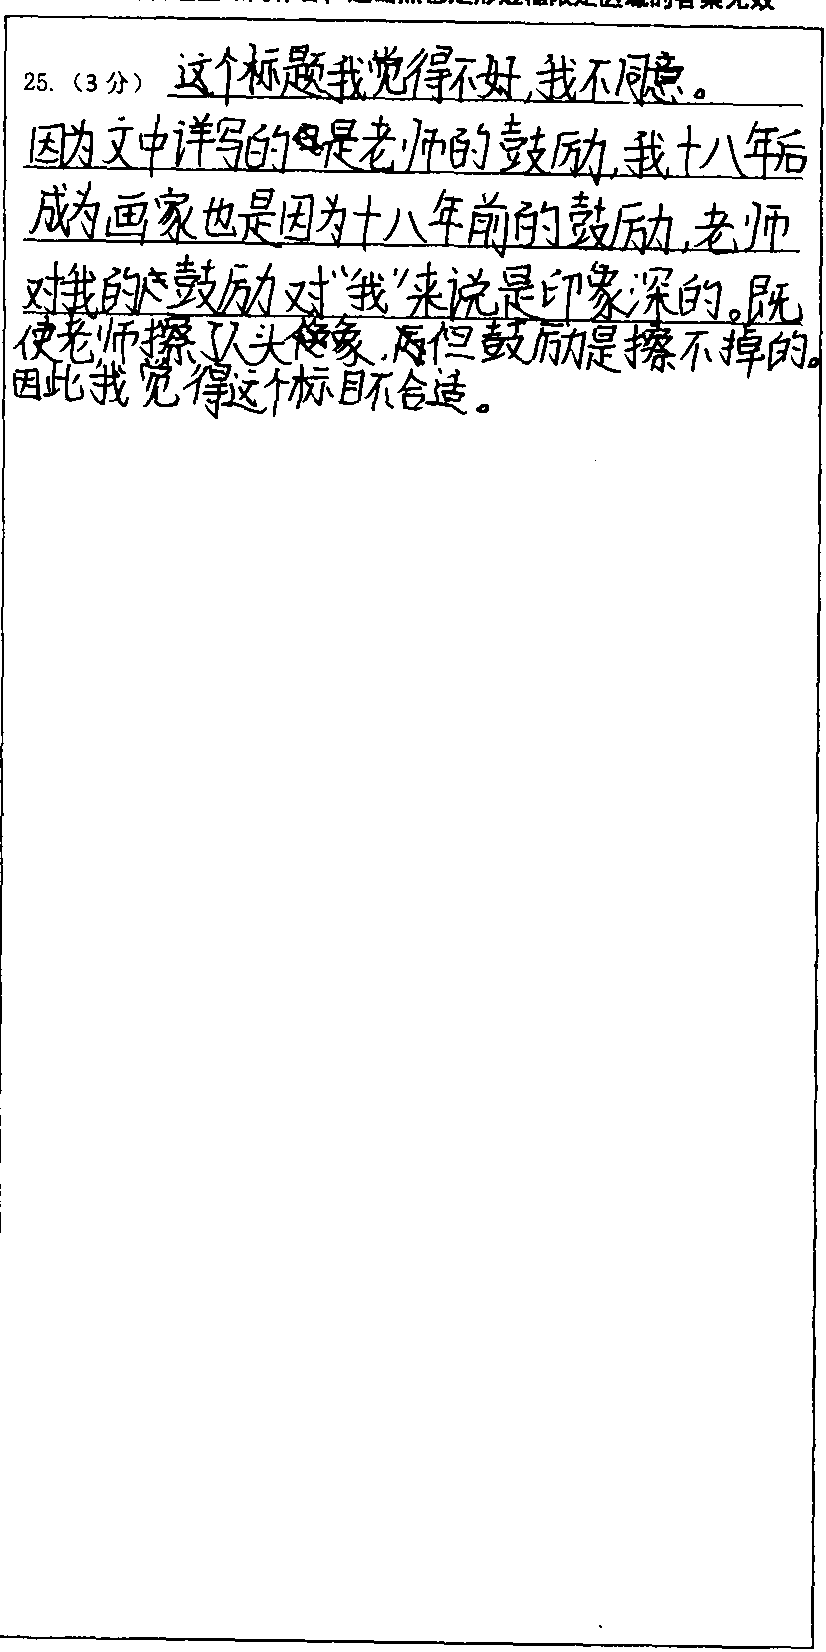 25.（3分）这个标题我觉得不好,我不同意。
因为文中详写的是老师的鼓励,我十八年后
成为画家也是因为十八年前的鼓励,老师
对我的鼓励对“我”来说是印象深的。既
使老师擦了人头像,但鼓励是擦不掉的。
因此我觉得这个标目不合适。